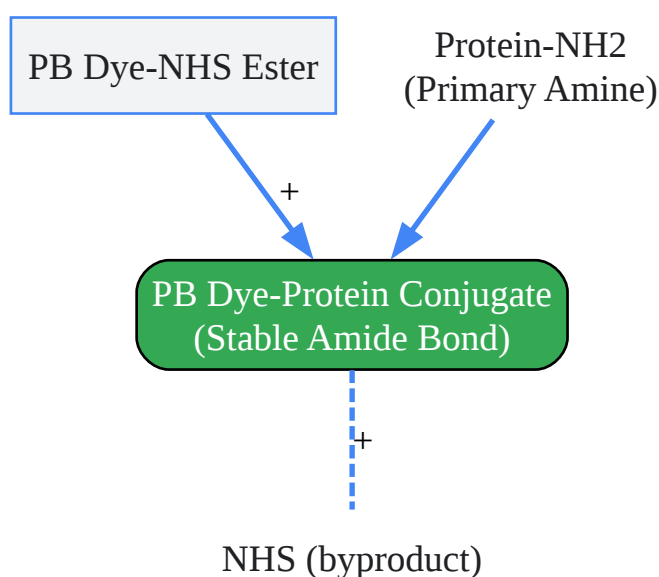 PB Dye-NHS Ester
Protein-NH2
(Primary Amine)
+
PB Dye-Protein Conjugate
(Stable Amide Bond)
+
NHS (byproduct)